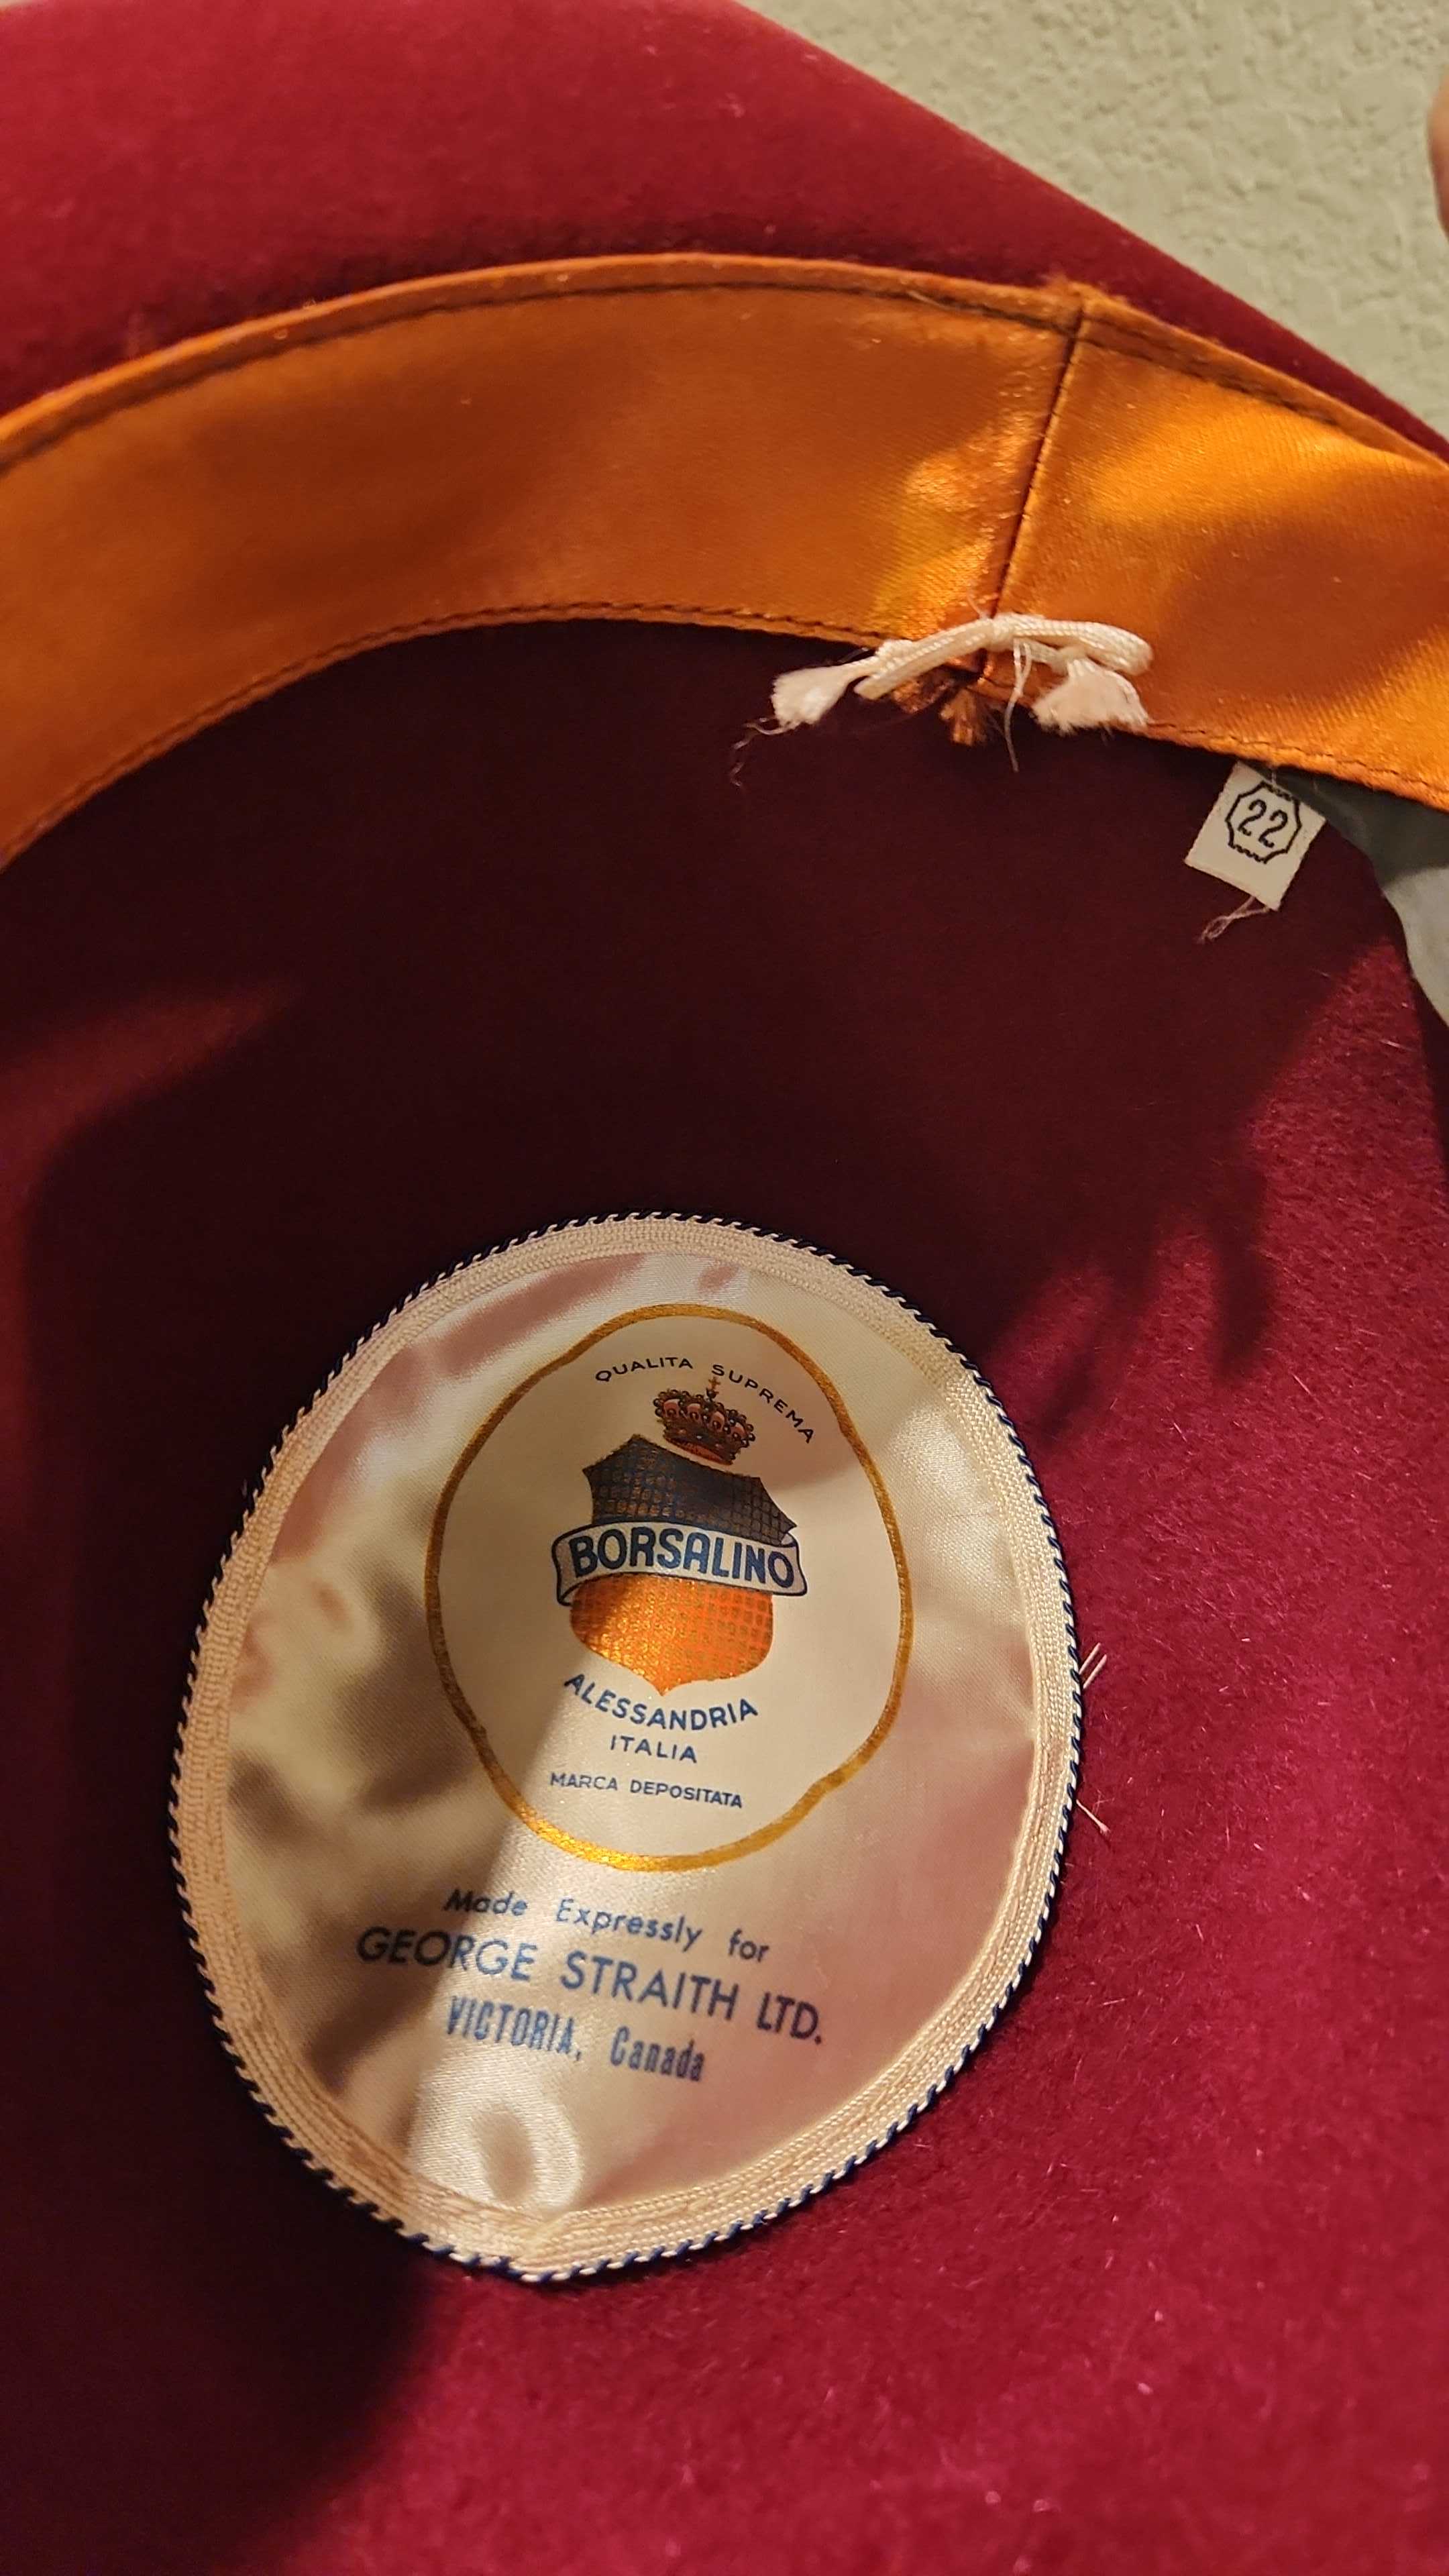 22
QUALITA SUPREMA
BORSALINO
ALESSANDRIA
ITALIA
MARCA DEPOSITATA
Made Expressly for
GEORGE STRAITH LTD.
VICTORIA, Canada